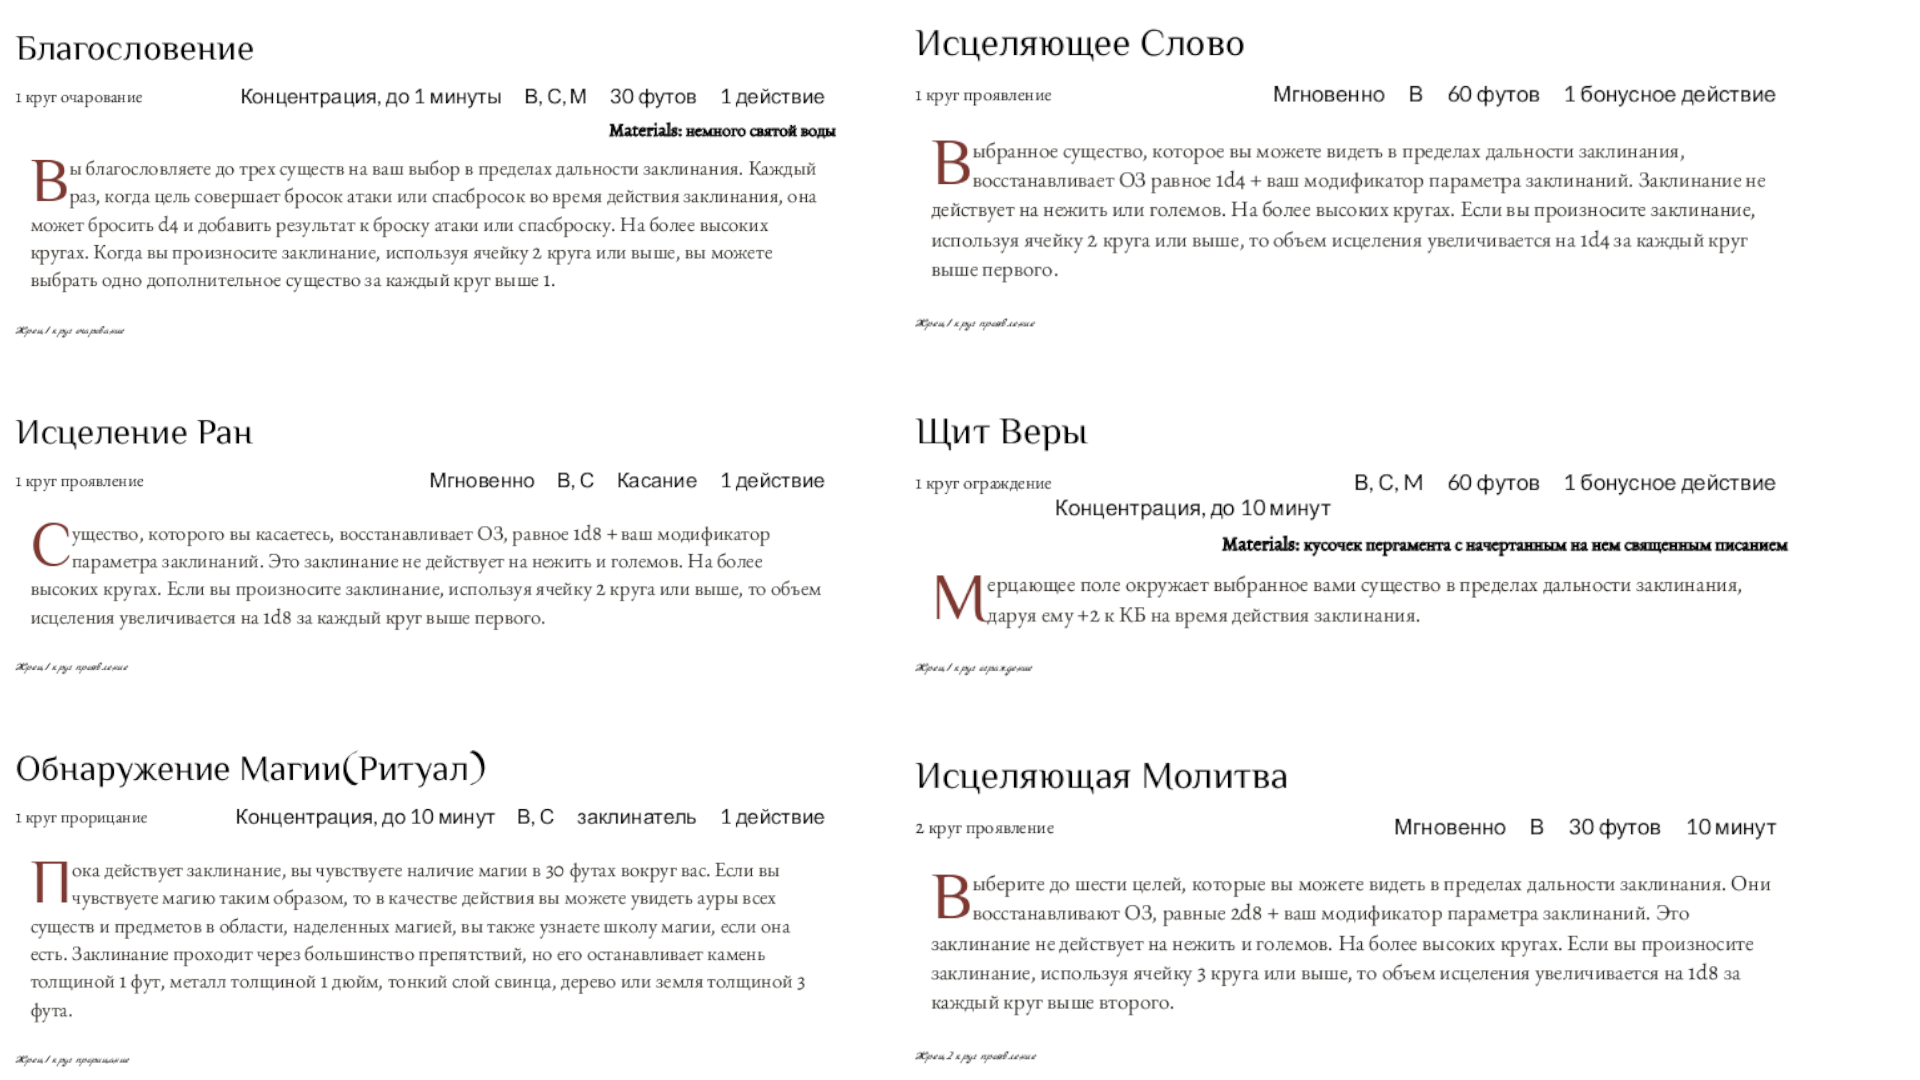 Благословение
1 круг очарование
Концентрация, до 1 минуты В, С, М 30 футов 1 действие
Materials: немного святой воды
Вы благословляете до трех существ на ваш выбор в пределах дальности заклинания. Каждый
раз, когда цель совершает бросок атаки или спасбросок во время действия заклинания, она
может бросить d4 и добавить результат к броску атаки или спасброску. На более высоких
кругах. Когда вы произносите заклинание, используя ячейку 2 круга или выше, вы можете
выбрать одно дополнительное существо за каждый круг выше 1.
Жрец 1 круг очарование
Исцеление Ран
1 круг проявление
Мгновенно В, С Касание 1 действие
Существо, которого вы касаетесь, восстанавливает ОЗ, равное 1d8 + ваш модификатор
параметра заклинаний. Это заклинание не действует на нежить и големов. На более
высоких кругах. Если вы произносите заклинание, используя ячейку 2 круга или выше, то объем
исцеления увеличивается на 1d8 за каждый круг выше первого.
Жрец 1 круг проявление
Обнаружение Магии(Ритуал)
1 круг прорицание
Концентрация, до 10 минут В, С заклинатель 1 действие
Пока действует заклинание, вы чувствуете наличие магии в 30 футах вокруг вас. Если вы
чувствуете магию таким образом, то в качестве действия вы можете увидеть ауры всех
существ и предметов в области, наделенных магией, вы также узнаете школу магии, если она
есть. Заклинание проходит через большинство препятствий, но его останавливает камень
толщиной 1 фут, металл толщиной 1 дюйм, тонкий слой свинца, дерево или земля толщиной 3
фута.
Жрец 1 круг прорицание
Исцеляющее Слово
1 круг проявление
Мгновенно В 60 футов 1 бонусное действие
Выбранное существо, которое вы можете видеть в пределах дальности заклинания,
восстанавливает ОЗ равное 1d4 + ваш модификатор параметра заклинаний. Заклинание не
действует на нежить или големов. На более высоких кругах. Если вы произносите заклинание,
используя ячейку 2 круга или выше, то объем исцеления увеличивается на 1d4 за каждый круг
выше первого.
Жрец 1 круг проявление
Щит Веры
1 круг ограждение
В, С, М 60 футов 1 бонусное действие
Концентрация, до 10 минут
Materials: кусочек пергамента с начертанным на нем священным писанием
Мерцающее поле окружает выбранное вами существо в пределах дальности заклинания,
даруя ему +2 к КБ на время действия заклинания.
Жрец 1 круг ограждение
Исцеляющая Молитва
2 круг проявление
Мгновенно В 30 футов 10 минут
Выберите до шести целей, которые вы можете видеть в пределах дальности заклинания. Они
восстанавливают ОЗ, равные 2d8 + ваш модификатор параметра заклинаний. Это
заклинание не действует на нежить и големов. На более высоких кругах. Если вы произносите
заклинание, используя ячейку 3 круга или выше, то объем исцеления увеличивается на 1d8 за
каждый круг выше второго.
Жрец 2 круг проявление